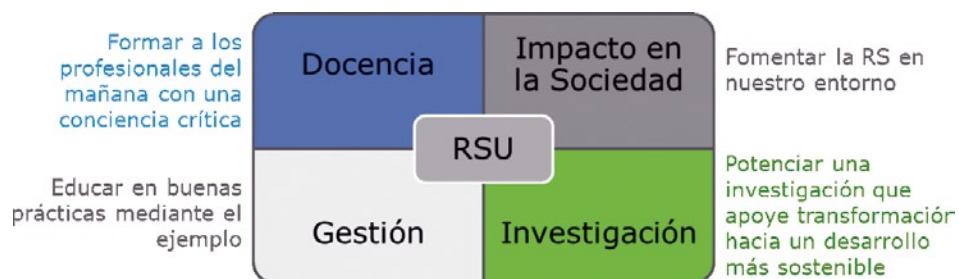 Formar a los
profesionales del
mañana con una
conciencia crítica
Docencia
Impacto en
la Sociedad
Fomentar la RS en
nuestro entorno
RSU
Educar en buenas
prácticas mediante el
ejemplo
Gestión
Investigación
Potenciar una
investigación que
apoye transformación
hacia un desarrollo
más sostenible